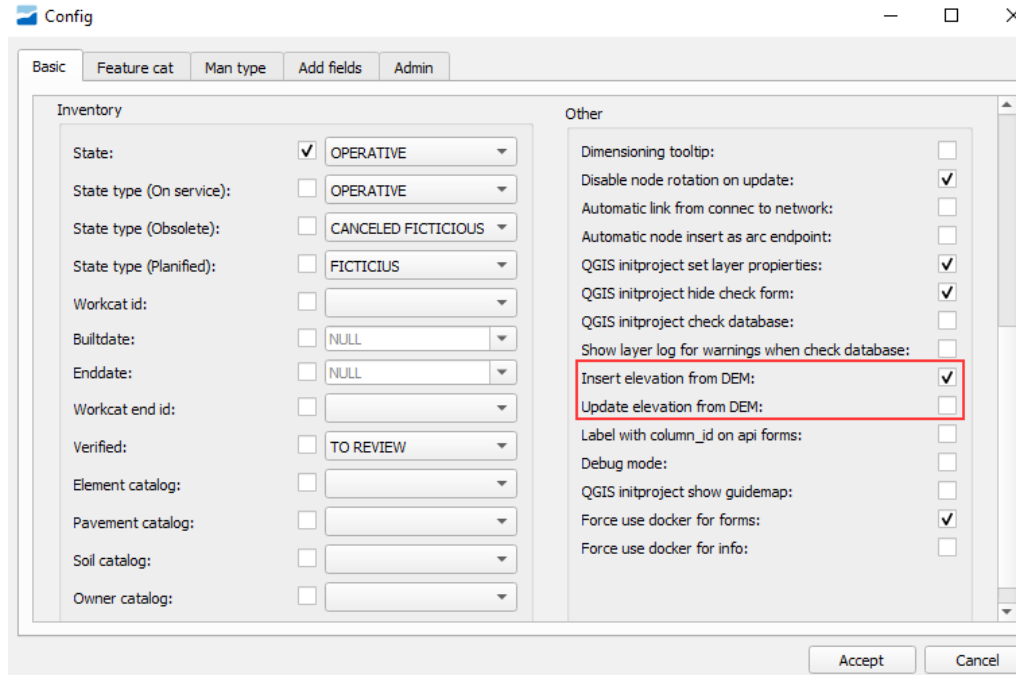 Config
Basic
Feature cat
Man type
Add fields
Admin
Inventory
State:
OPERATIVE
State type (On service):
OPERATIVE
State type (Obsolete):
CANCELED FICTICIOUS
State type (Planified):
FICTICIUS
Workcat id:
Builtdate:
NULL
Enddate:
NULL
Workcat end id:
Verified:
TO REVIEW
Element catalog:
Pavement catalog:
Soil catalog:
Owner catalog:
Other
Dimensioning tooltip:
Disable node rotation on update:
Automatic link from connec to network:
Automatic node insert as arc endpoint:
QGIS initproject set layer propierties:
QGIS initproject hide check form:
QGIS initproject check database:
Show layer log for warnings when check database:
Insert elevation from DEM:
Update elevation from DEM:
Label with column_id on api forms:
Debug mode:
QGIS initproject show guidemap:
Force use docker for forms:
Force use docker for info:
Accept
Cancel